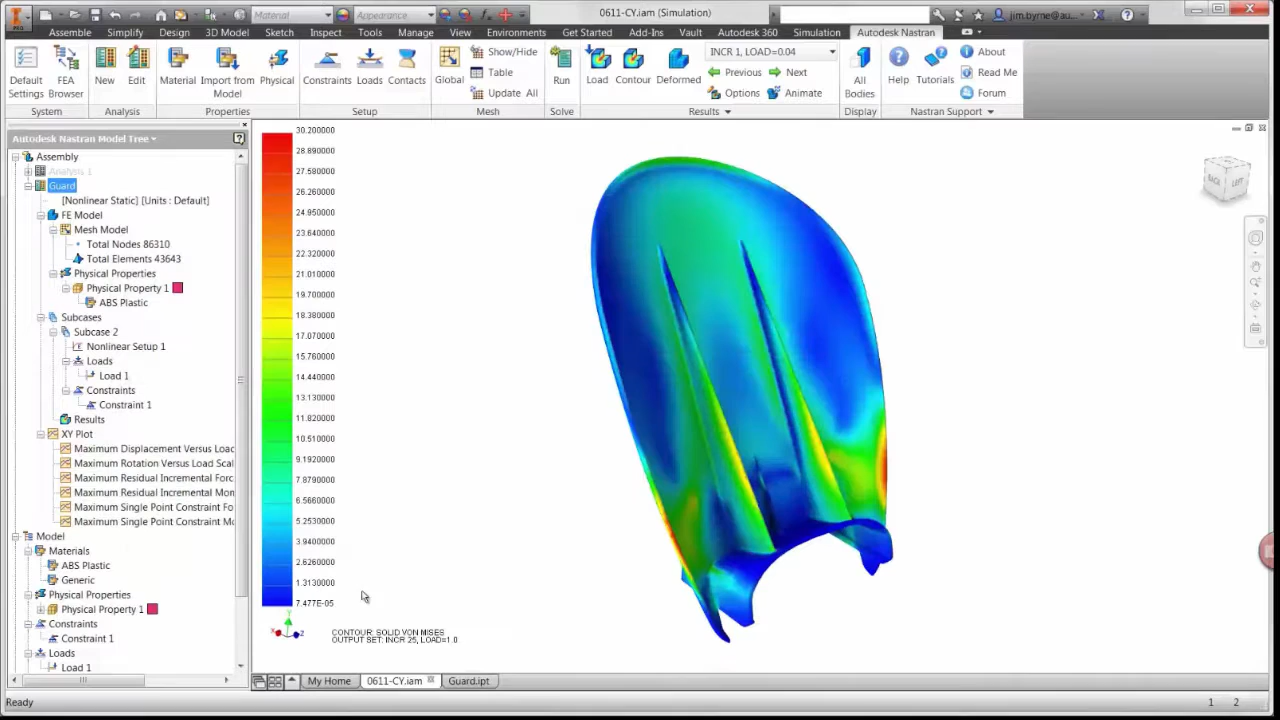 0611-CY.iam (Simulation)
Material
Appearance
jim.byrne@au...
PRO
Assembly Simplify Design 3D Model Sketch Inspect Tools Manage View Environments Get Started Add-Ins Vault Autodesk 360 Simulation Autodesk Nastran
Default Settings
FEA Browser
New
Edit
Material
Import from Model
Physical
Constraints
Loads
Contacts
Global
Show/Hide
Table
Update All
Run
Load
Contour
Deformed
INCR 1, LOAD=0.04
Previous
Next
Options
Animate
All Bodies
Help
Tutorials
About
Read Me
Forum
System Analysis Properties Setup Mesh Solve Results Display Nastran Support
Autodesk Nastran Model Tree
Assembly
Analysis 1
Guard
[Nonlinear Static] [Units : Default]
FE Model
Mesh Model
Total Nodes 86310
Total Elements 43643
Physical Properties
Physical Property 1
ABS Plastic
Subcases
Subcase 2
Nonlinear Setup 1
Loads
Load 1
Constraints
Constraint 1
Results
XY Plot
Maximum Displacement Versus Load
Maximum Rotation Versus Load Scal
Maximum Residual Incremental Forc
Maximum Residual Incremental Mon
Maximum Single Point Constraint Fo
Maximum Single Point Constraint Mo
Model
Materials
ABS Plastic
Generic
Physical Properties
Physical Property 1
Constraints
Constraint 1
Loads
Load 1
30.200000
28.890000
27.580000
26.260000
24.950000
23.640000
22.320000
21.010000
19.700000
18.380000
17.070000
15.760000
14.440000
13.130000
11.820000
10.510000
9.1920000
7.8790000
6.5660000
5.2530000
3.9400000
2.6260000
1.3130000
7.477E-05
BACK
LEFT
CONTOUR: SOLID VON MISES
OUTPUT SET: INCR 25, LOAD=1.0
My Home 0611-CY.iam Guard.ipt
Ready
1 2